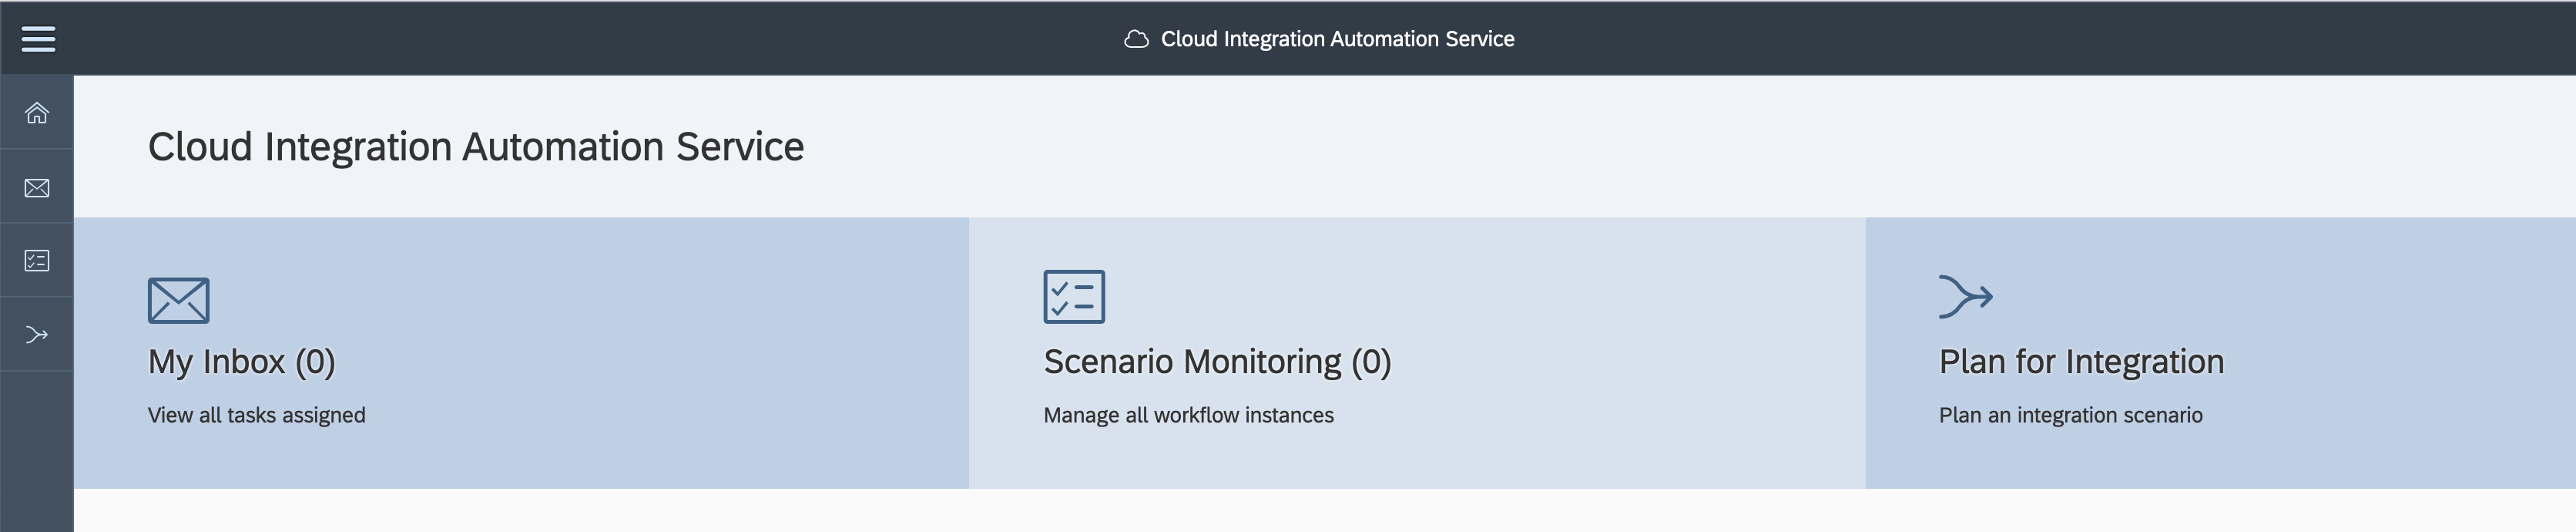 Cloud Integration Automation Service
Cloud Integration Automation Service
My Inbox (0)
View all tasks assigned
Scenario Monitoring (0)
Manage all workflow instances
Plan for Integration
Plan an integration scenario